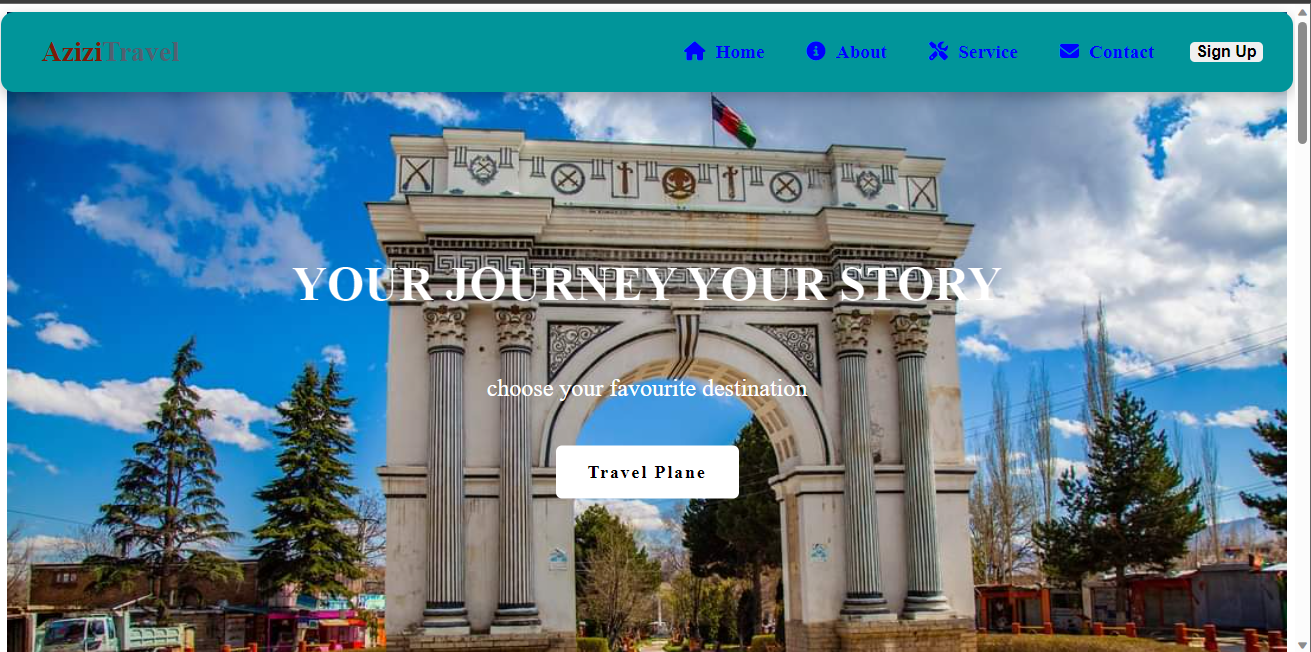 AziziTravel
Home
About
Service
Contact
Sign Up
YOUR JOURNEY YOUR STORY
choose your favourite destination
Travel Plane